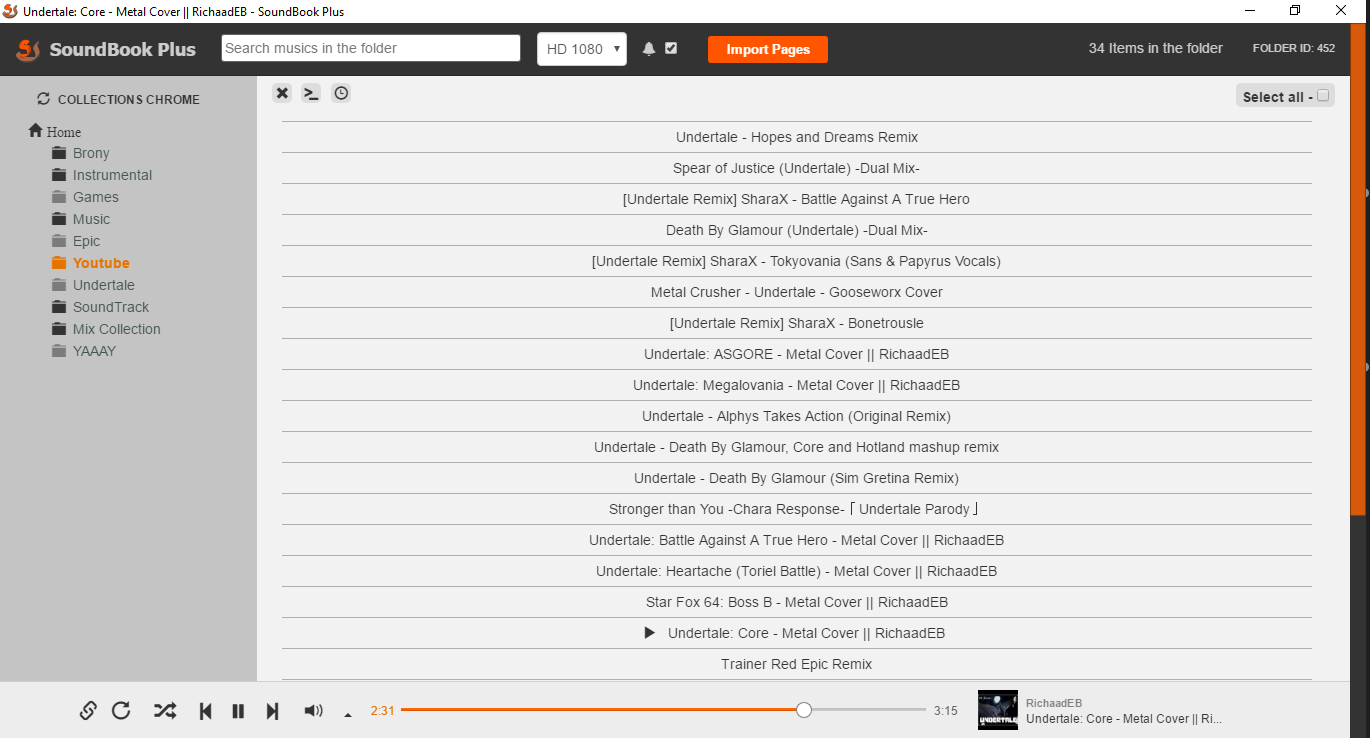 Undertale: Core - Metal Cover || RichaadEB - SoundBook Plus
SoundBook Plus
Search musics in the folder
HD 1080
Import Pages
34 Items in the folder
FOLDER ID: 452
COLLECTIONS CHROME
Home
Brony
Instrumental
Games
Music
Epic
Youtube
Undertale
SoundTrack
Mix Collection
YAAAY
Select all -
Undertale - Hopes and Dreams Remix
Spear of Justice (Undertale) -Dual Mix-
[Undertale Remix] SharaX - Battle Against A True Hero
Death By Glamour (Undertale) -Dual Mix-
[Undertale Remix] SharaX - Tokyovania (Sans & Papyrus Vocals)
Metal Crusher - Undertale - Gooseworx Cover
[Undertale Remix] SharaX - Bonetrousle
Undertale: ASGORE - Metal Cover || RichaadEB
Undertale: Megalovania - Metal Cover || RichaadEB
Undertale - Alphys Takes Action (Original Remix)
Undertale - Death By Glamour, Core and Hotland mashup remix
Undertale - Death By Glamour (Sim Gretina Remix)
Stronger than You -Chara Response-「Undertale Parody」
Undertale: Battle Against A True Hero - Metal Cover || RichaadEB
Undertale: Heartache (Toriel Battle) - Metal Cover || RichaadEB
Star Fox 64: Boss B - Metal Cover || RichaadEB
Undertale: Core - Metal Cover || RichaadEB
Trainer Red Epic Remix
2:31
3:15
UNDERTALE
RichaadEB
Undertale: Core - Metal Cover || Ri...